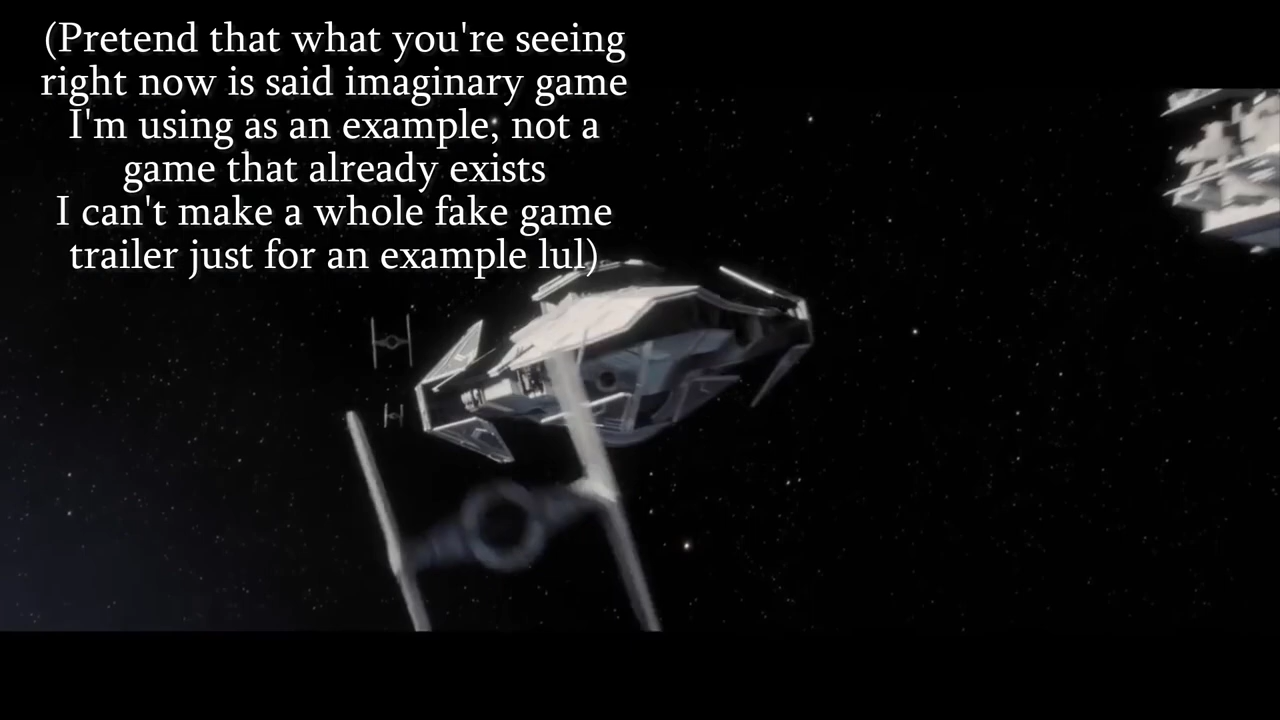 (Pretend that what you're seeing
right now is said imaginary game
I'm using as an example, not a
game that already exists
I can't make a whole fake game
trailer just for an example lul)